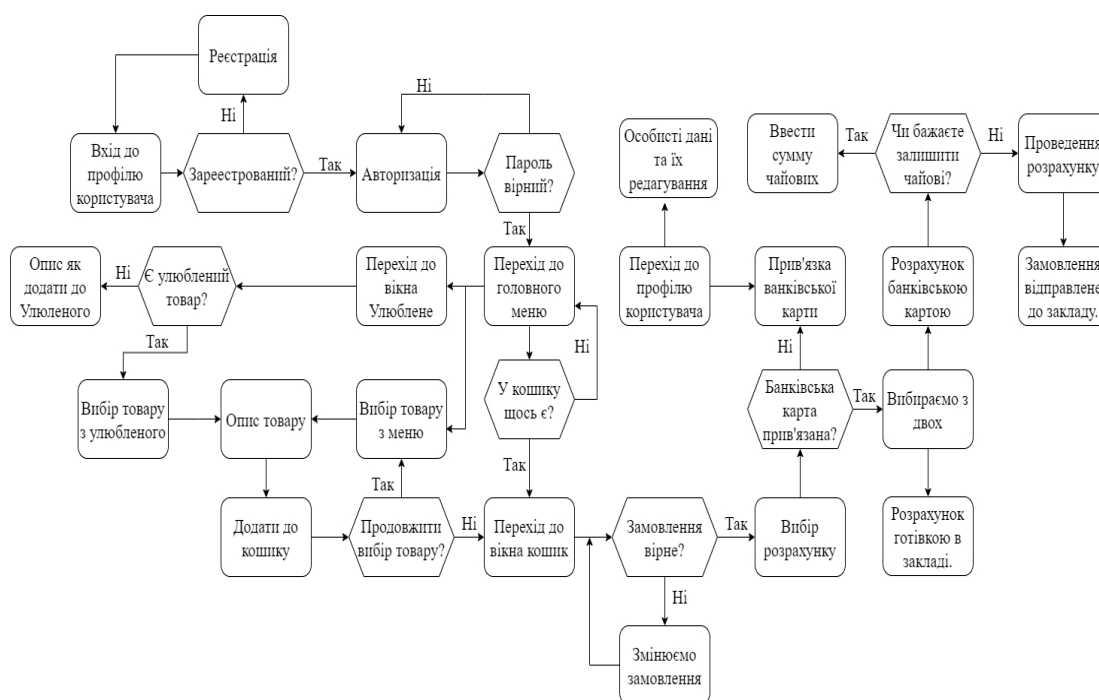 Реєстрація
Ні
Ні
Вхід до
профілю
користувача
Зареестрований?
Так
Авторизація
Пароль
вірний?
Особисті дані
та їх
редагування
Ввести
сумму
чайових
Так
Чи бажаєте
залишити
чайові?
Ні
Проведення
розрахунку
Так
Опис як
додати до
Улюленого
Ні
Є улюблений
товар?
Перехід до
вікна
Улюблене
Перехід до
головного
меню
Перехід до
профілю
користувача
Прив'язка
ванківської
карти
Розрахунок
банківською
картою
Замовлення
відправлене
до закладу.
Так
Ні
Ні
Вибір товару
з улюбленого
Опис товару
Вибір товару
з меню
У кошику
щось є?
Банківська
карта
прив'язана?
Так
Вибираємо з
двох
Так
Так
Додати до
кошику
Продовжити
вибір товару?
Ні
Перехід до
вікна кошик
Замовлення
вірне?
Так
Вибір
розрахунку
Розрахунок
готівкою в
закладі.
Ні
Змінюємо
замовлення